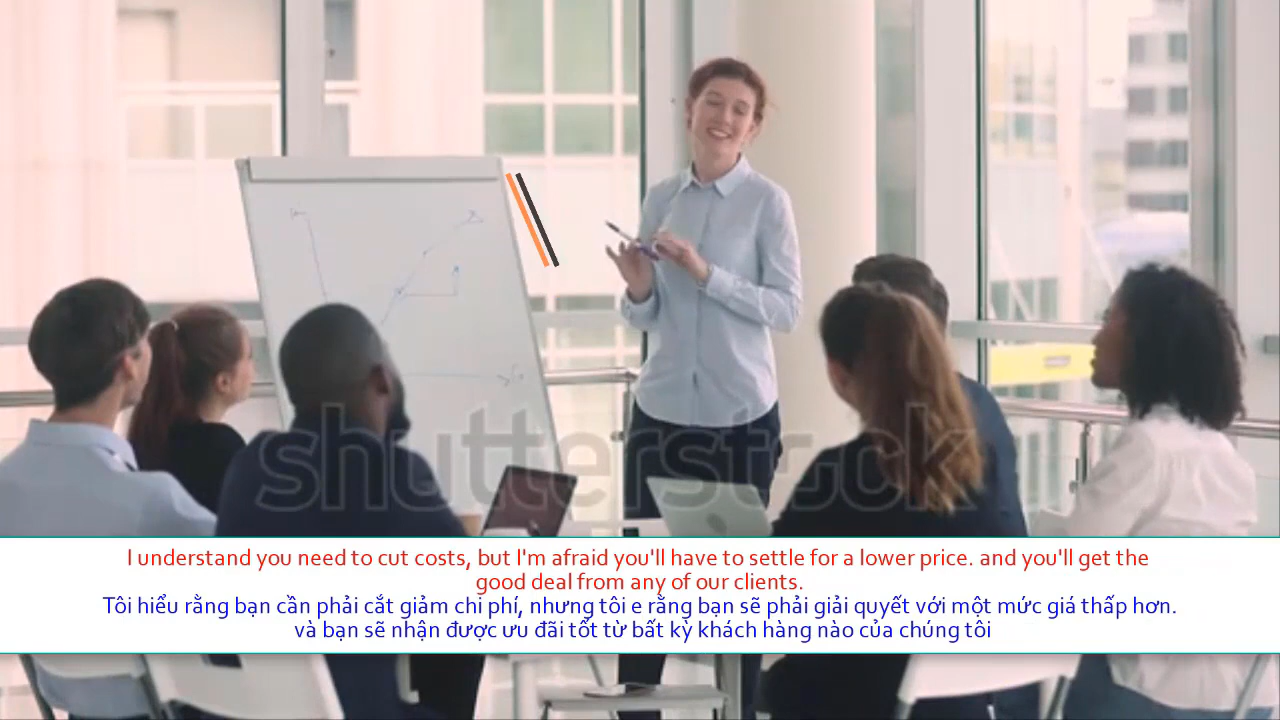 shutterstock
I understand you need to cut costs, but I'm afraid you'll have to settle for a lower price. and you'll get the
good deal from any of our clients.
Tôi hiểu rằng bạn cần phải cắt giảm chi phí, nhưng tôi e rằng bạn sẽ phải giải quyết với một mức giá thấp hơn.
và bạn sẽ nhận được ưu đãi tốt từ bất kỳ khách hàng nào của chúng tôi